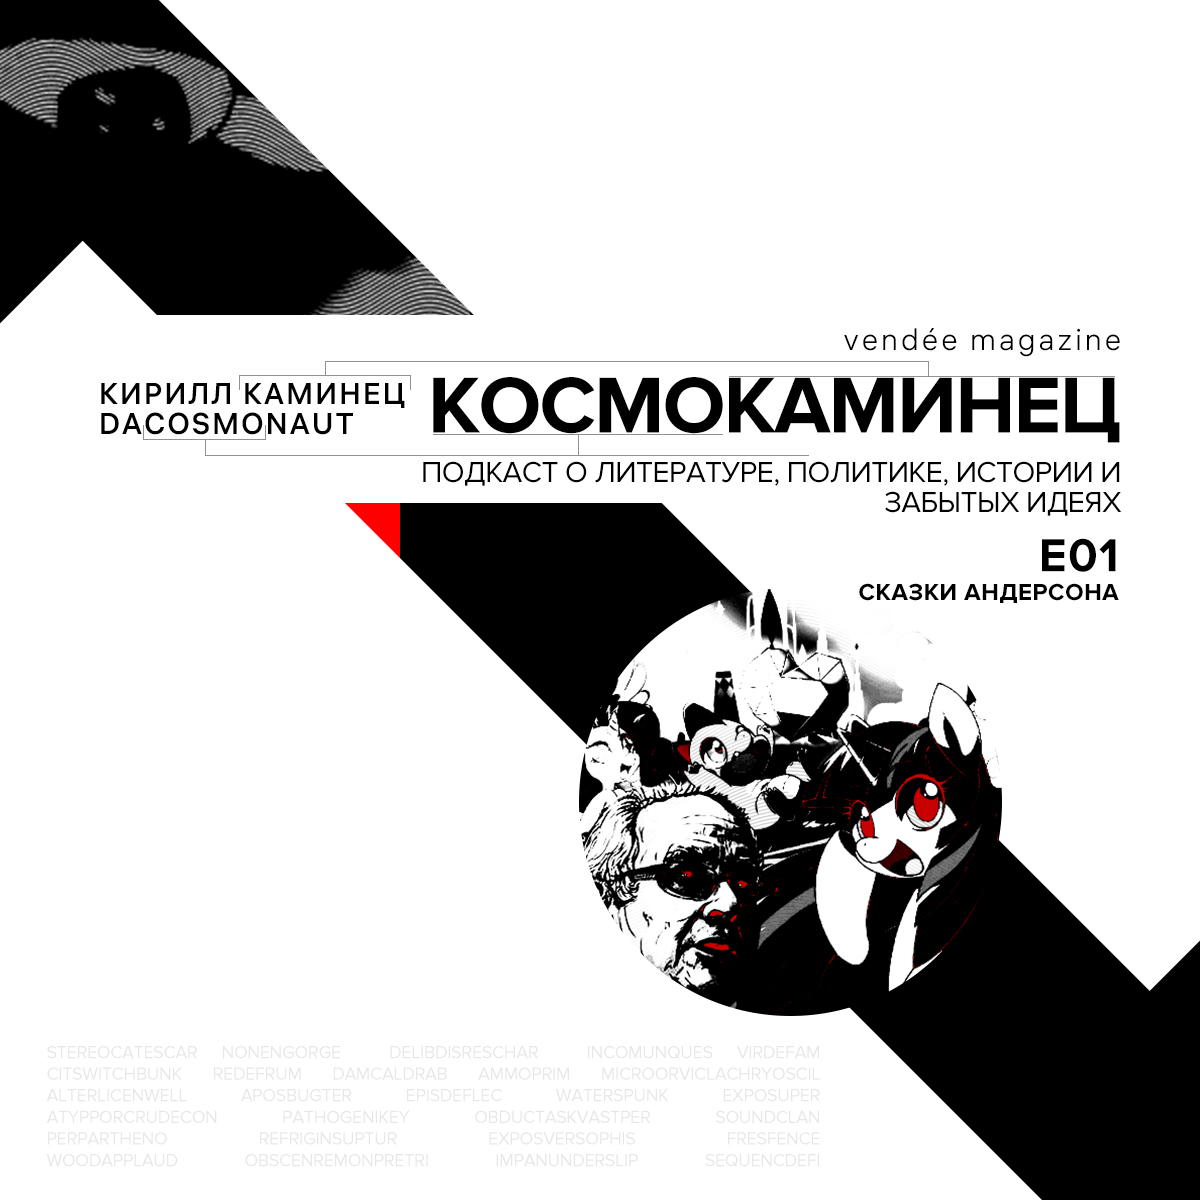 vendée magazine
КИРИЛЛ КАМИНЕЦ
DACOSMONAUT
КОСМОКАМИНЕЦ
ПОДКАСТ О ЛИТЕРАТУРЕ, ПОЛИТИКЕ, ИСТОРИИ И
ЗАБЫТЫХ ИДЕЯХ
E01
СКАЗКИ АНДЕРСОНА
STEREOCATESCAR NONENGORGE DELIBDISRESCHAR INCOMUNQUES VIRDEFAM
CITSWITCHBUNK REDEFRUM DAMCALDRAB AMMOPRIM MICROORVICLACHRYOSCIL
ALTERLICENWELL APOSBUGTER EPISDEFLEC WATERSPUNK EXPOSUPER
ATYPPORCRUDECON PATHOGENIKEY OBDUCTASKVASTPER SOUNDCLAN
PERPARTHENO REFRIGINSUPTUR EXPOSVERSOPHIS FRESFENCE
WOODAPPLAUD OBSCENREMONPRETRI IMPANUNDERSLIP SEQUENCDEFI